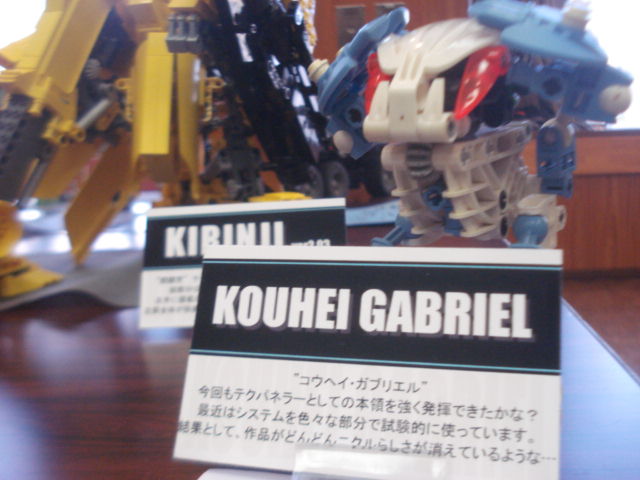 KIRINJI
KOUHEI GABRIEL
"コウヘイ・ガブリエル"
今回もテクパネラーとしての本領を強く発揮できたかな？
最近はシステムを色々な部分で試験的に使っています。
結果として、作品がどんどんニクルらしさが消えているような…